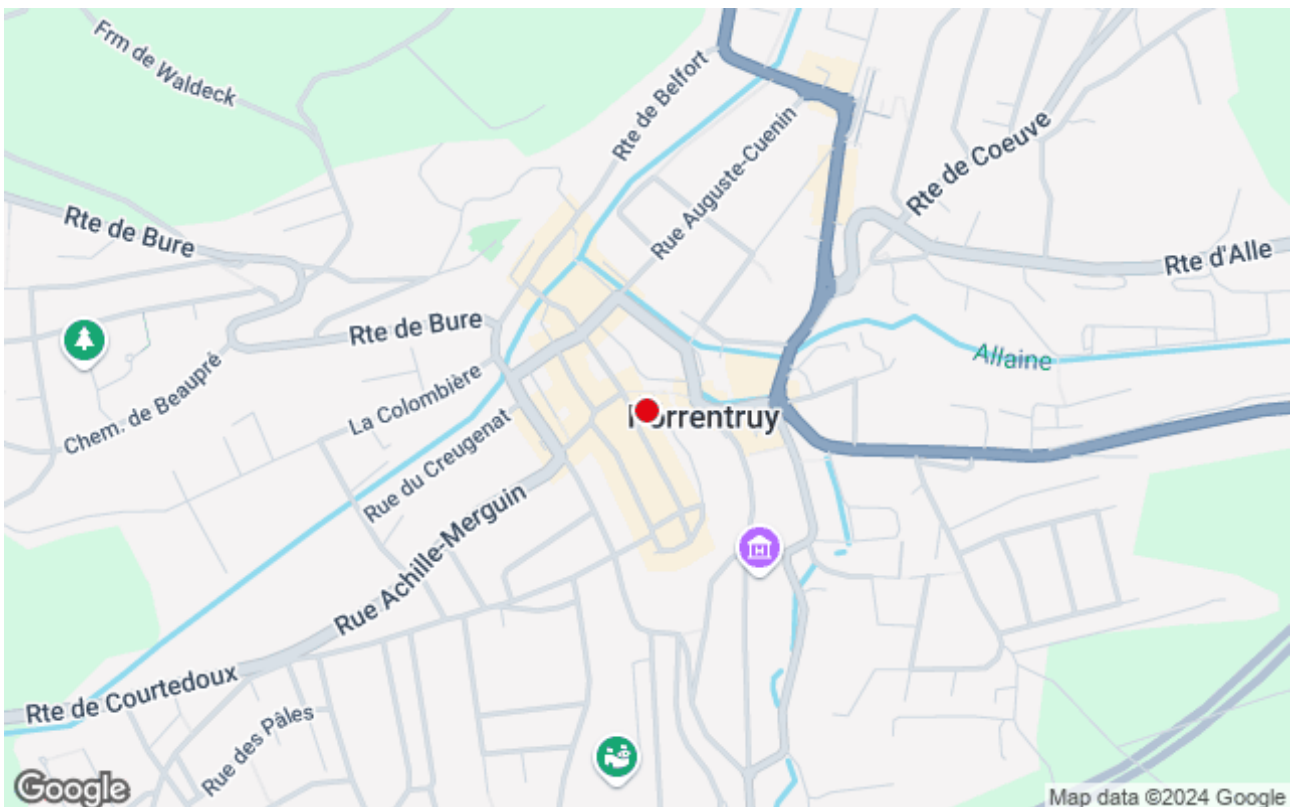 Frm de Waldeck
Rte de Belfort
Rue Auguste-Cuenin
Rte de Coeuve
Rte de Bure
Rte d'Alle
Rte de Bure
Allaine
Chem. de Beaupré
La Colombière
Rue du Creugenat
Porrentruy
Rue Achille-Merguin
Rte de Courtedoux
Rue des Pâles
Google
Map data ©2024 Google